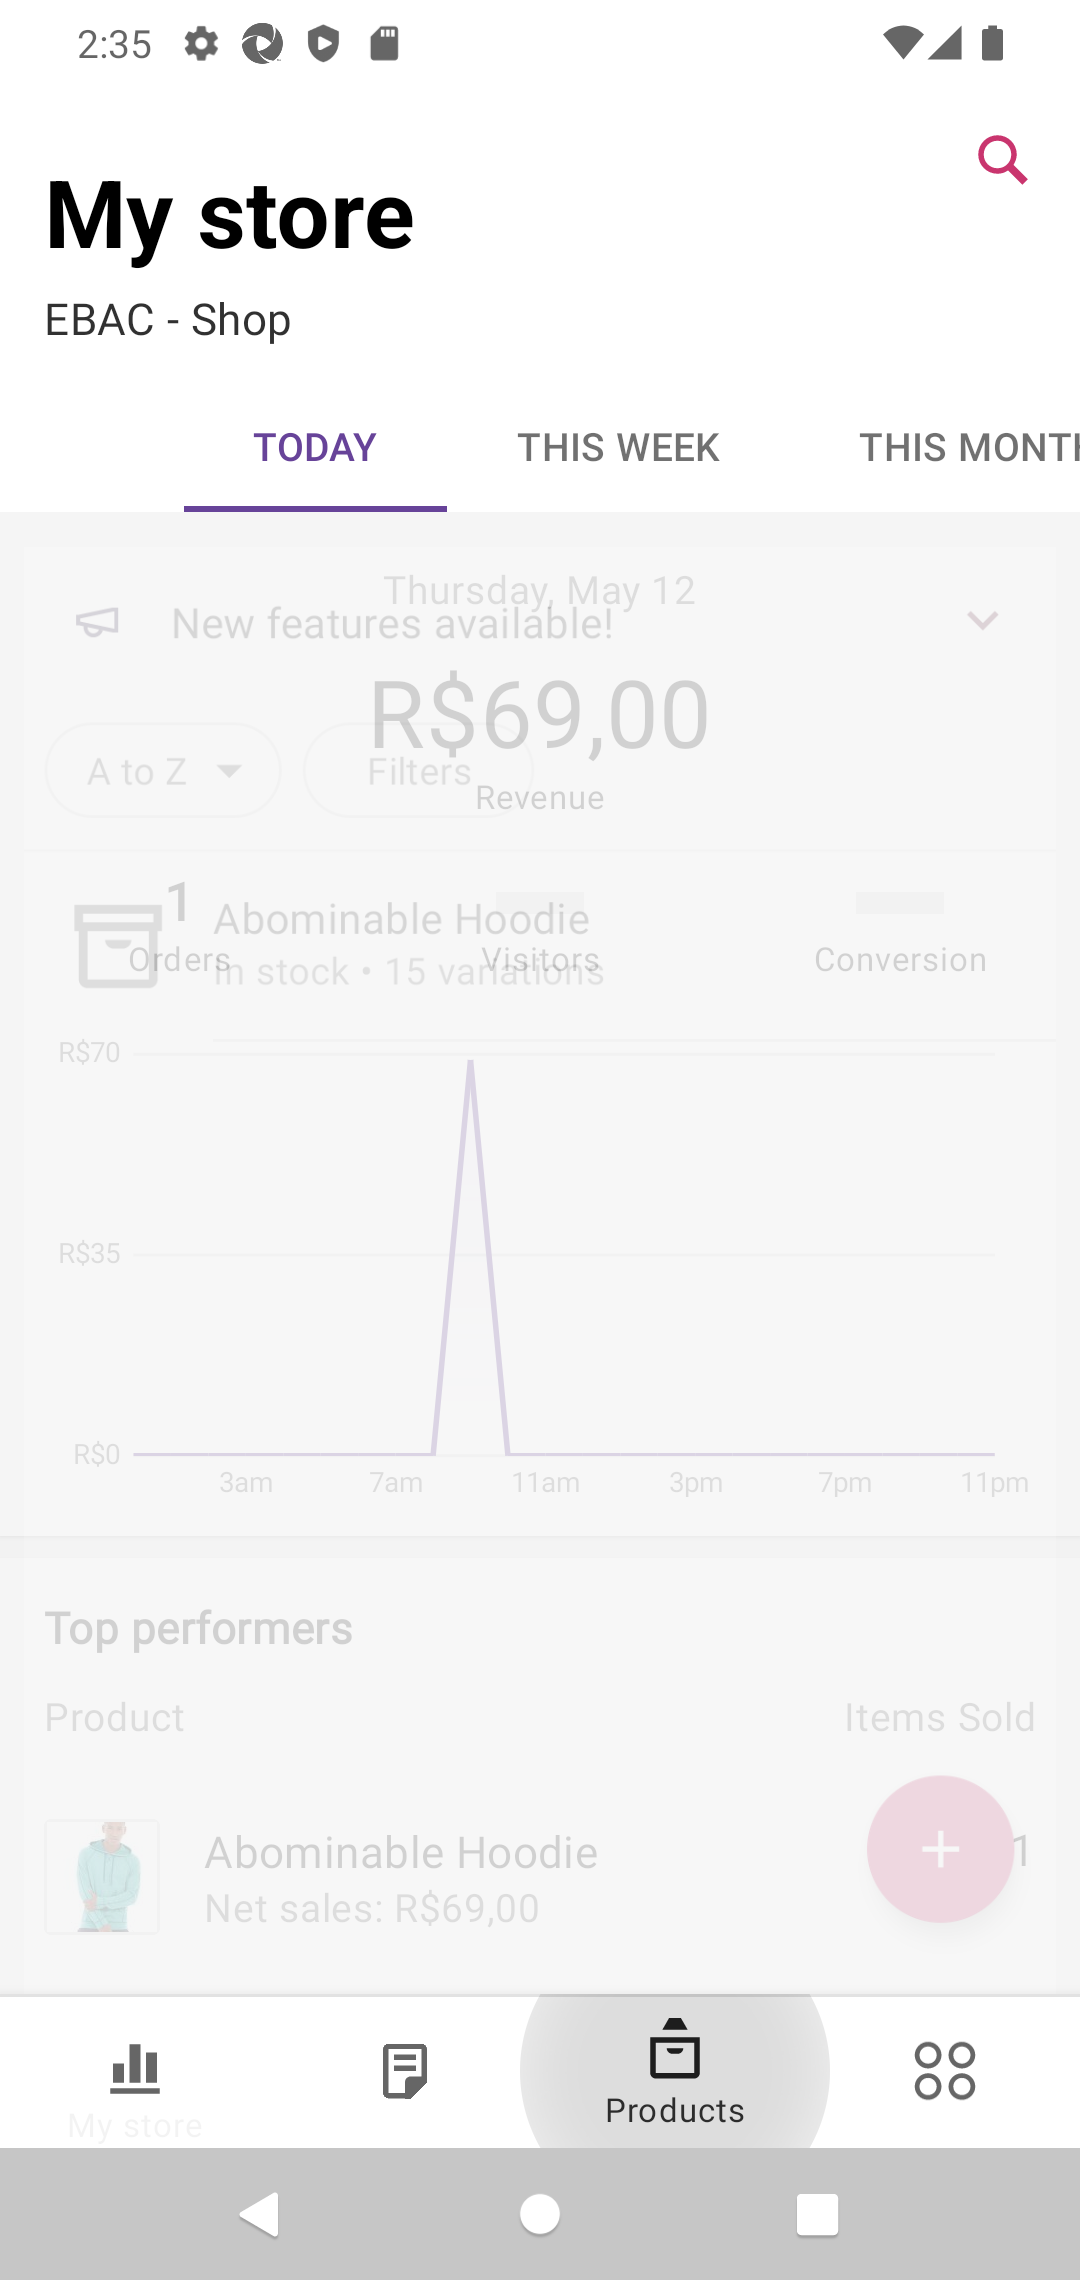 2:35
My store
EBAC - Shop
TODAY THIS WEEK THIS MONTH
Thursday, May 12
New features available!
R$69,00
A to Z Filters
Revenue
1
Abominable Hoodie
Orders Visitors Conversion
In stock • 15 variations
R$70
R$35
R$0
3am 7am 11am 3pm 7pm 11pm
Top performers
Product Items Sold
Abominable Hoodie 1
Net sales: R$69,00
Products
My store